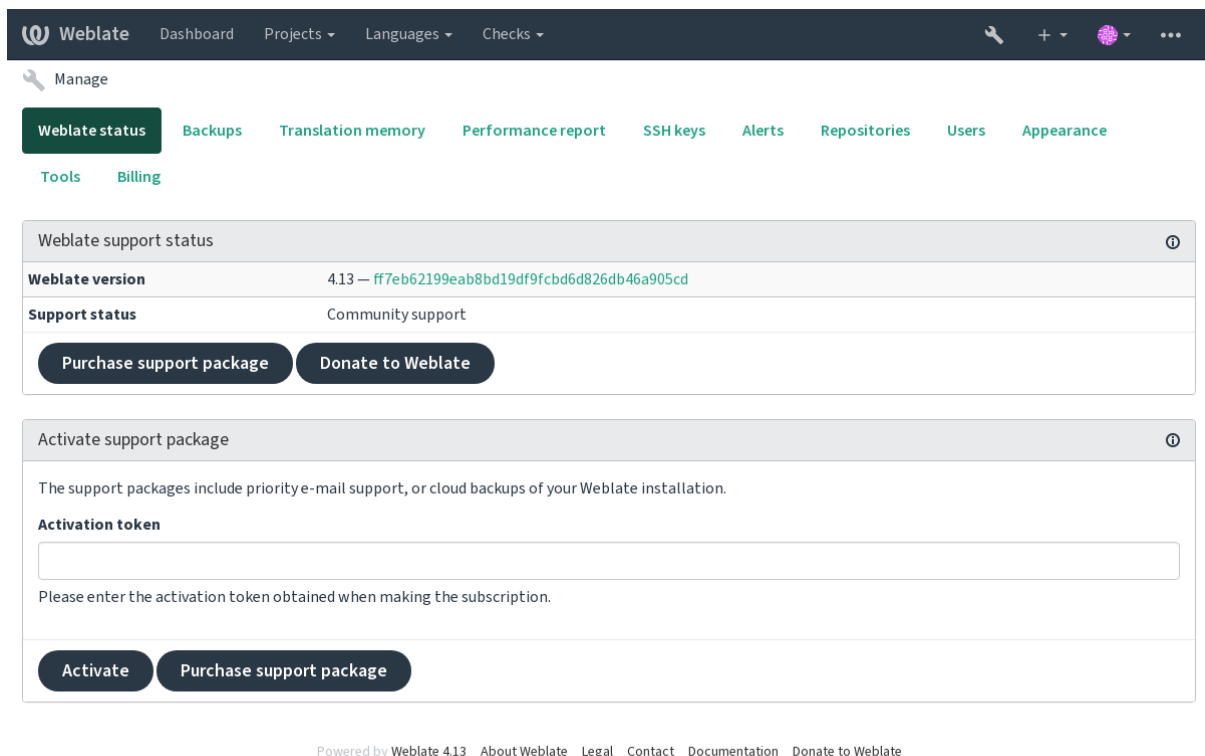 Weblate Dashboard Projects Languages Checks
Manage
Weblate status Backups Translation memory Performance report SSH keys Alerts Repositories Users Appearance
Tools Billing
Weblate support status
Weblate version 4.13 — ff7eb62199eab8bd19df9fcbd6d826db46a905cd
Support status Community support
Purchase support package Donate to Weblate
Activate support package
The support packages include priority e-mail support, or cloud backups of your Weblate installation.
Activation token
Please enter the activation token obtained when making the subscription.
Activate Purchase support package
Powered by Weblate 4.13 About Weblate Legal Contact Documentation Donate to Weblate